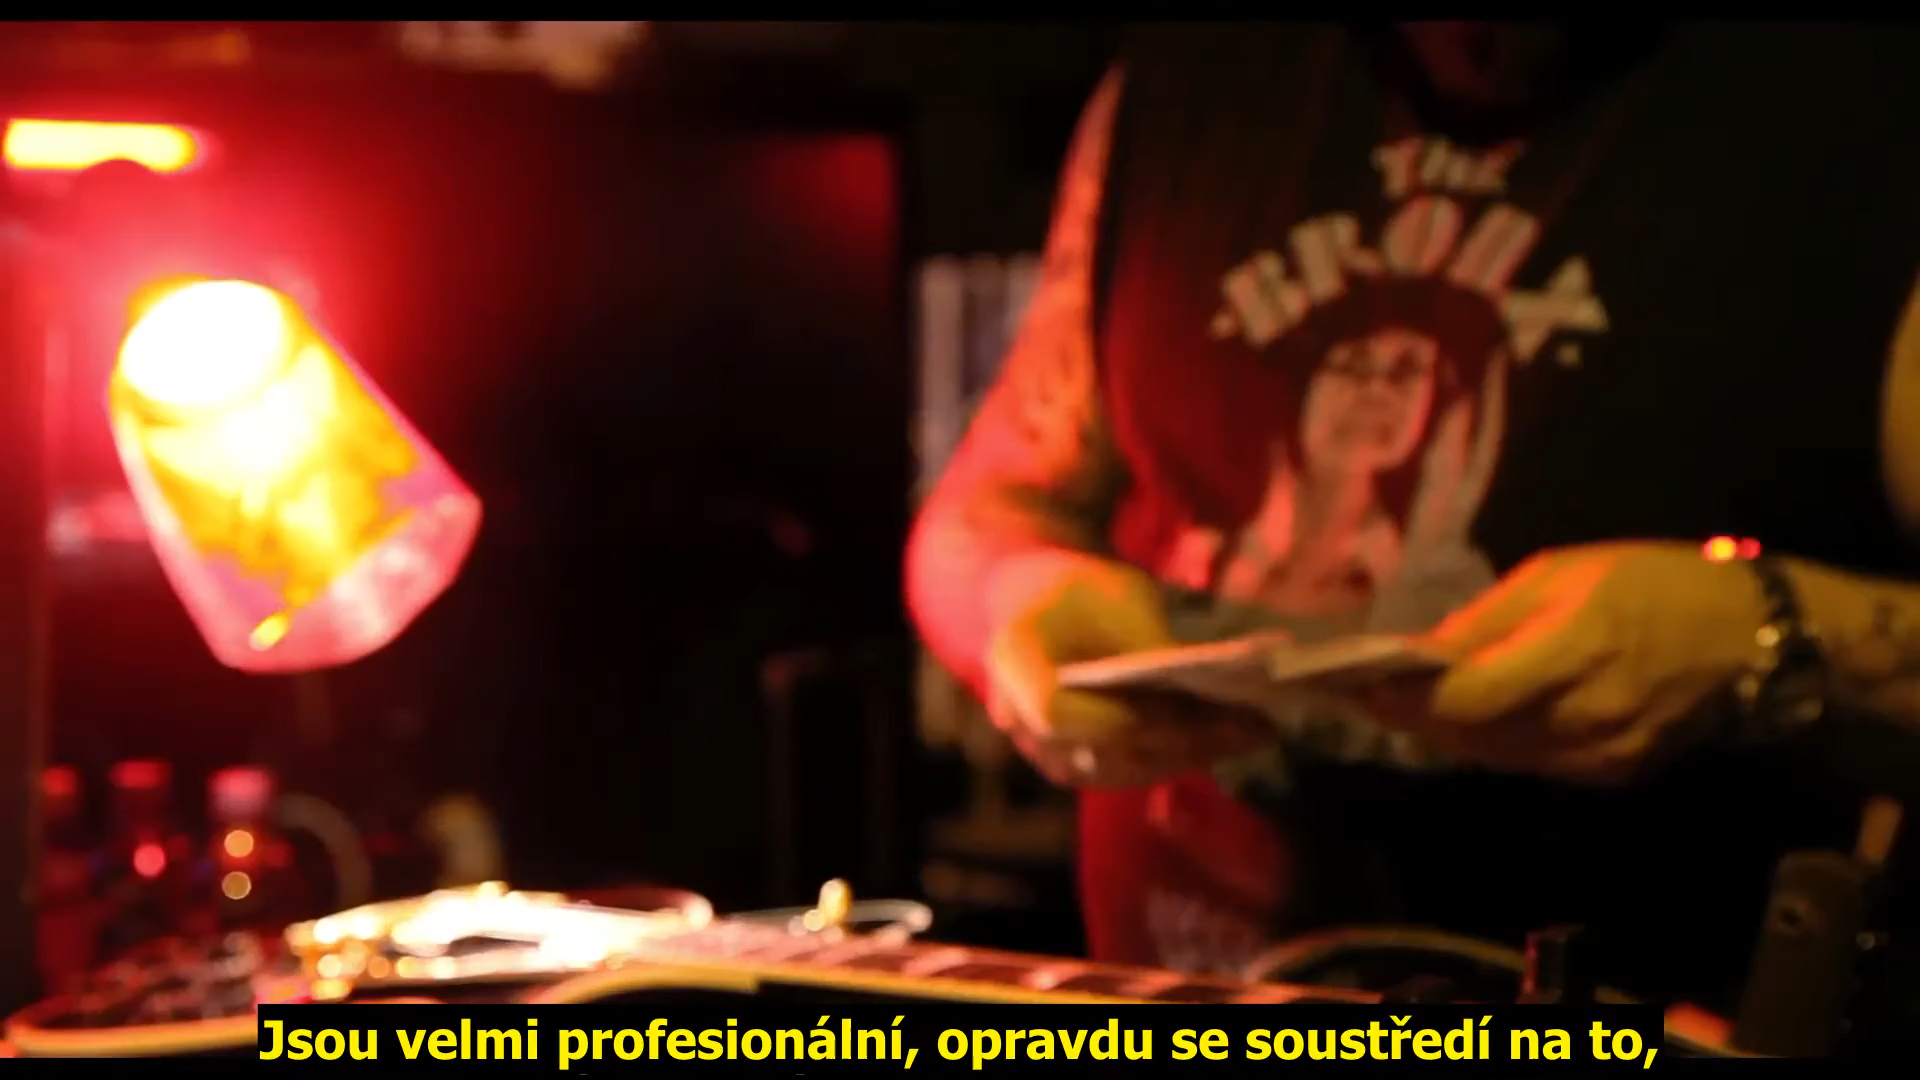 THE
BRONX
Jsou velmi profesionální, opravdu se soustředí na to,